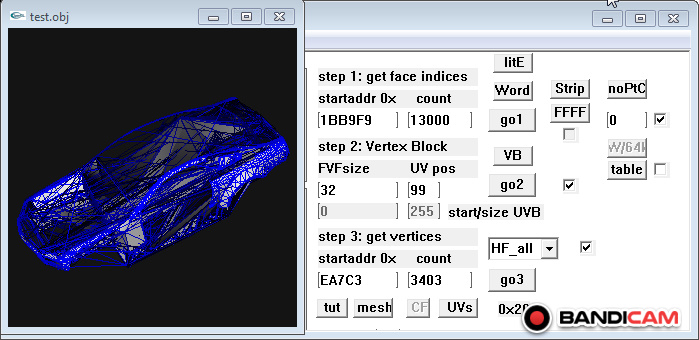 test.obj
litE
step 1: get face indices
Word
Strip
noPtC
startaddr 0x count
FFFF
1BB9F9
13000
go1
0
step 2: Vertex Block
VB
W/64k
FVFsize
UV pos
table
32
99
go2
0
255
start/size UVB
step 3: get vertices
HF_all
startaddr 0x count
EA7C3
3403
go3
tut
mesh
CF
UVs
BANDICAM